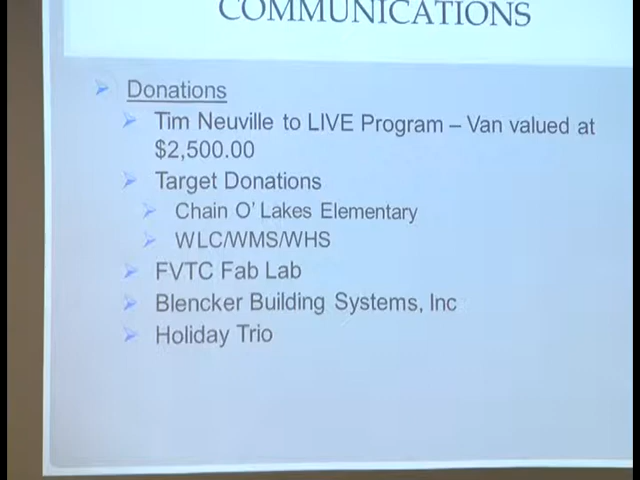 COMMUNICATIONS
Donations
Tim Neuville to LIVE Program – Van valued at
$2,500.00
Target Donations
Chain O' Lakes Elementary
WLC/WMS/WHS
FVTC Fab Lab
Blencker Building Systems, Inc
Holiday Trio